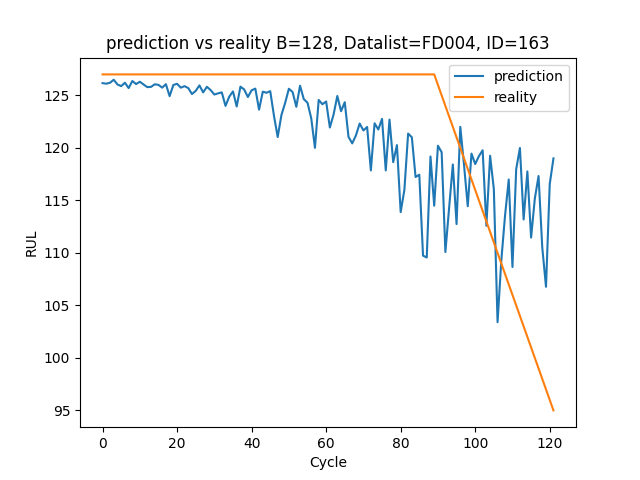 prediction vs reality B=128, Datalist=FD004, ID=163
prediction
reality
RUL
125
120
115
110
105
100
95
0 20 40 60 80 100 120
Cycle